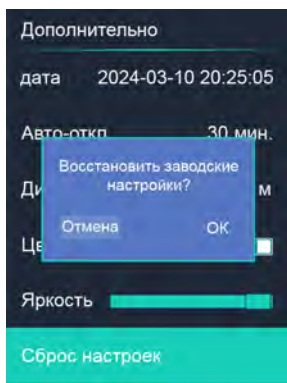 Дополнительно
дата 2024-03-10 20:25:05
Авто-откл 30 мин.
Восстановить заводские
настройки?
м
Отмена ОК
Яркость
Сброс настроек